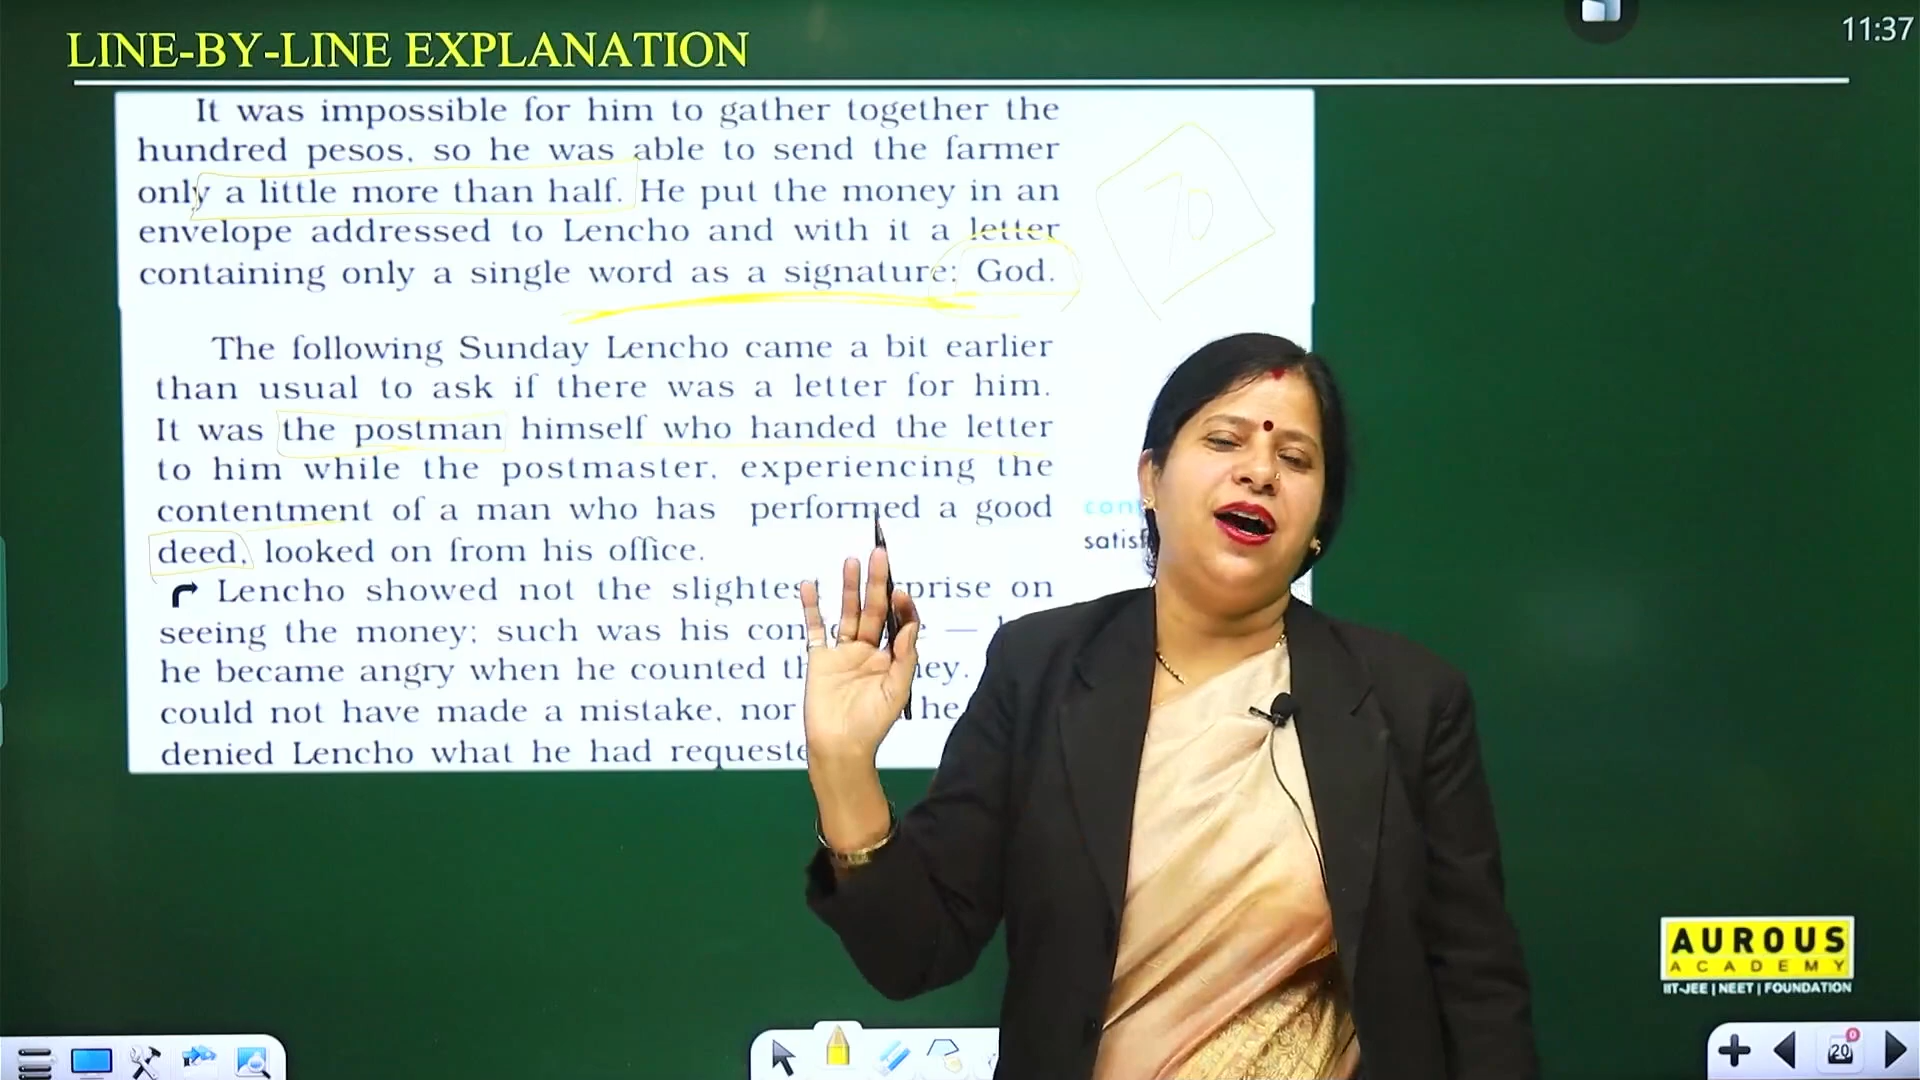 LINE-BY-LINE EXPLANATION
11:37
It was impossible for him to gather together the
hundred pesos, so he was able to send the farmer
only a little more than half. He put the money in an
envelope addressed to Lencho and with it a letter
containing only a single word as a signature: God.
70
The following Sunday Lencho came a bit earlier
than usual to ask if there was a letter for him.
It was the postman himself who handed the letter
to him while the postmaster, experiencing the
contentment of a man who has performed a good
deed, looked on from his office.
Lencho showed not the slightest on
seeing the money; such was his —
he became angry when he counted
could not have made a mistake, nor he
denied Lencho what he had
AUROUS
ACADEMY
IIT-JEE | NEET | FOUNDATION
20
0